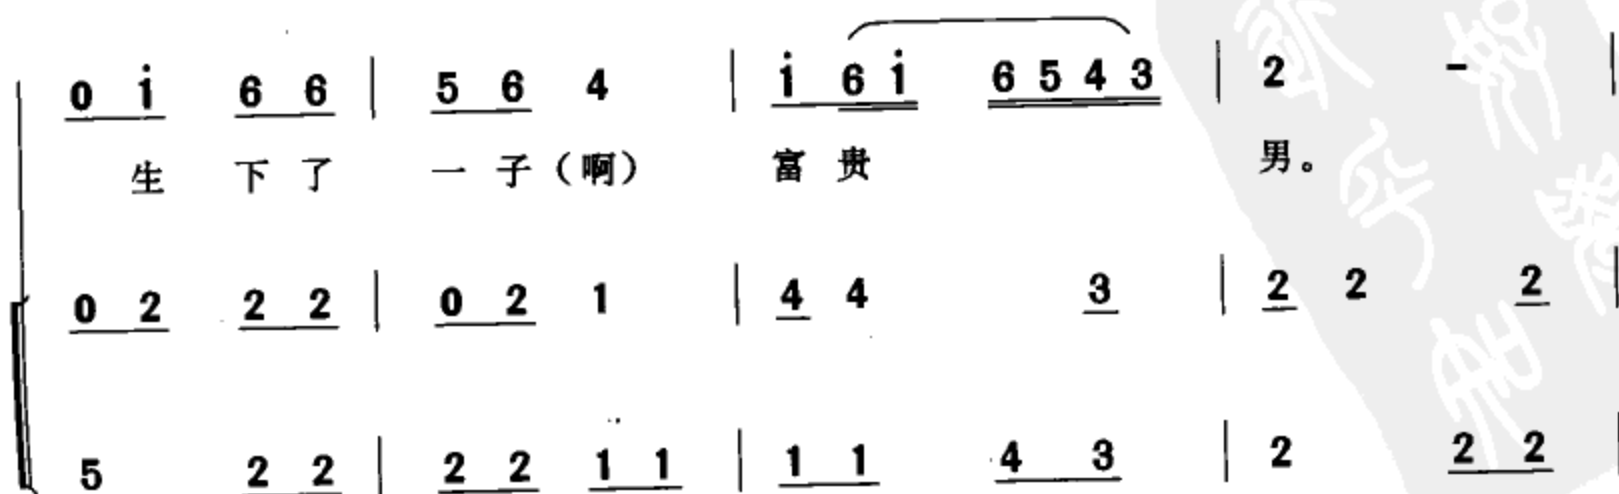 0 i̇ 6 6 | 5 6 4 | i̇ 6 i̇ 6 5 4 3 | 2 - |
生 下 了 一 子（啊） 富 贵 男。
0 2 2 2 | 0 2 1 | 4 4 3 | 2 2 2 |
5 2 2 | 2 2 1 1 | 1 1 4 3 | 2 2 2 |